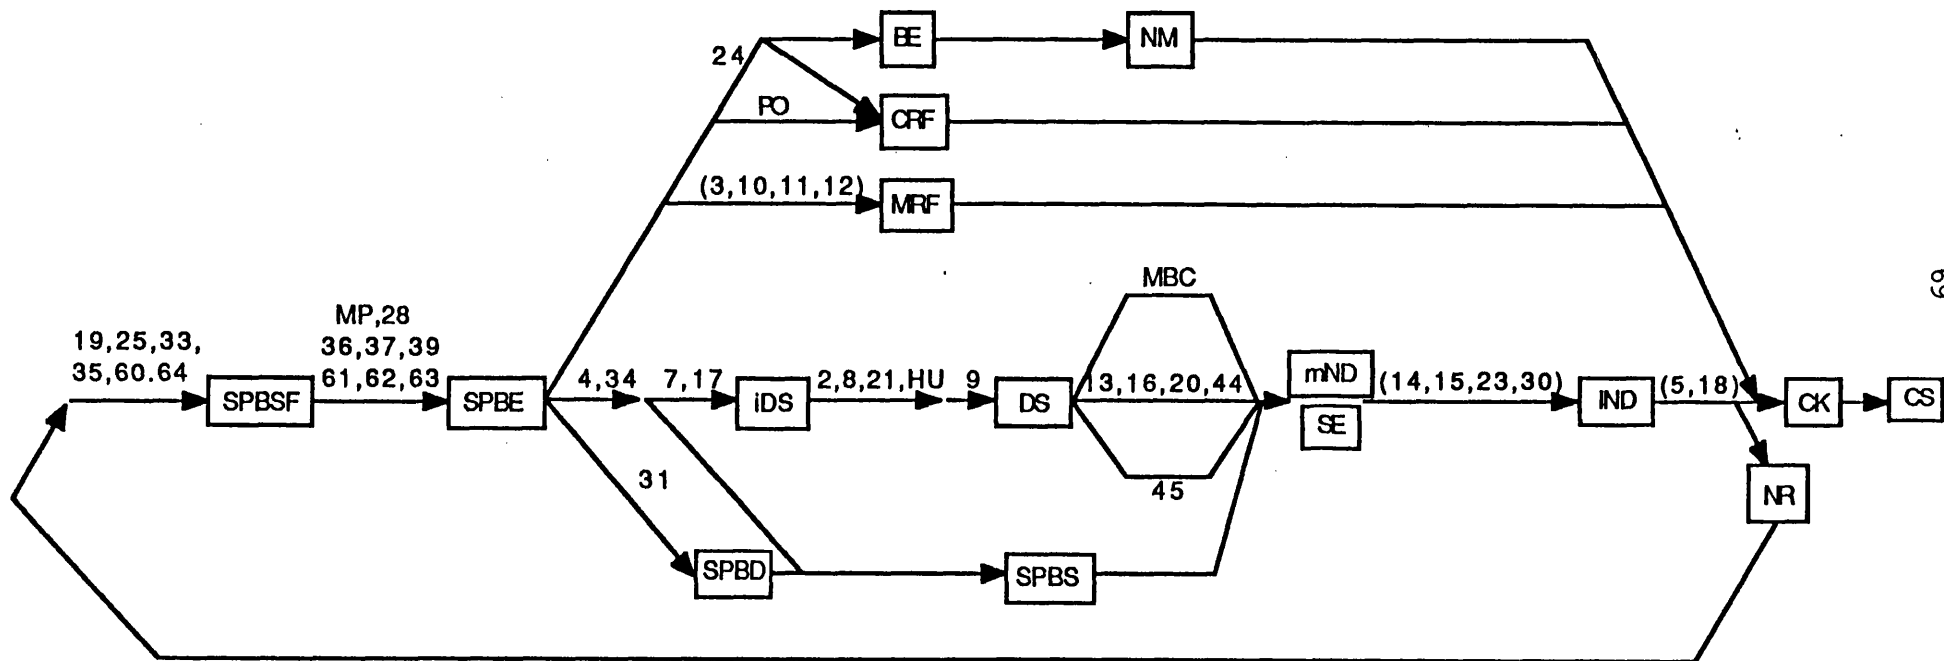 BE
NM
24
PO
CRF
(3,10,11,12)
MRF
69
MBC
MP,28
19,25,33,
35,60.64
36,37,39
61,62,63
SPBSF
SPBE
4,34
7,17
iDS
2,8,21,HU
9
DS
13,16,20,44
mND
SE
(14,15,23,30)
IND
(5,18)
CK
CS
31
45
NR
SPBD
SPBS